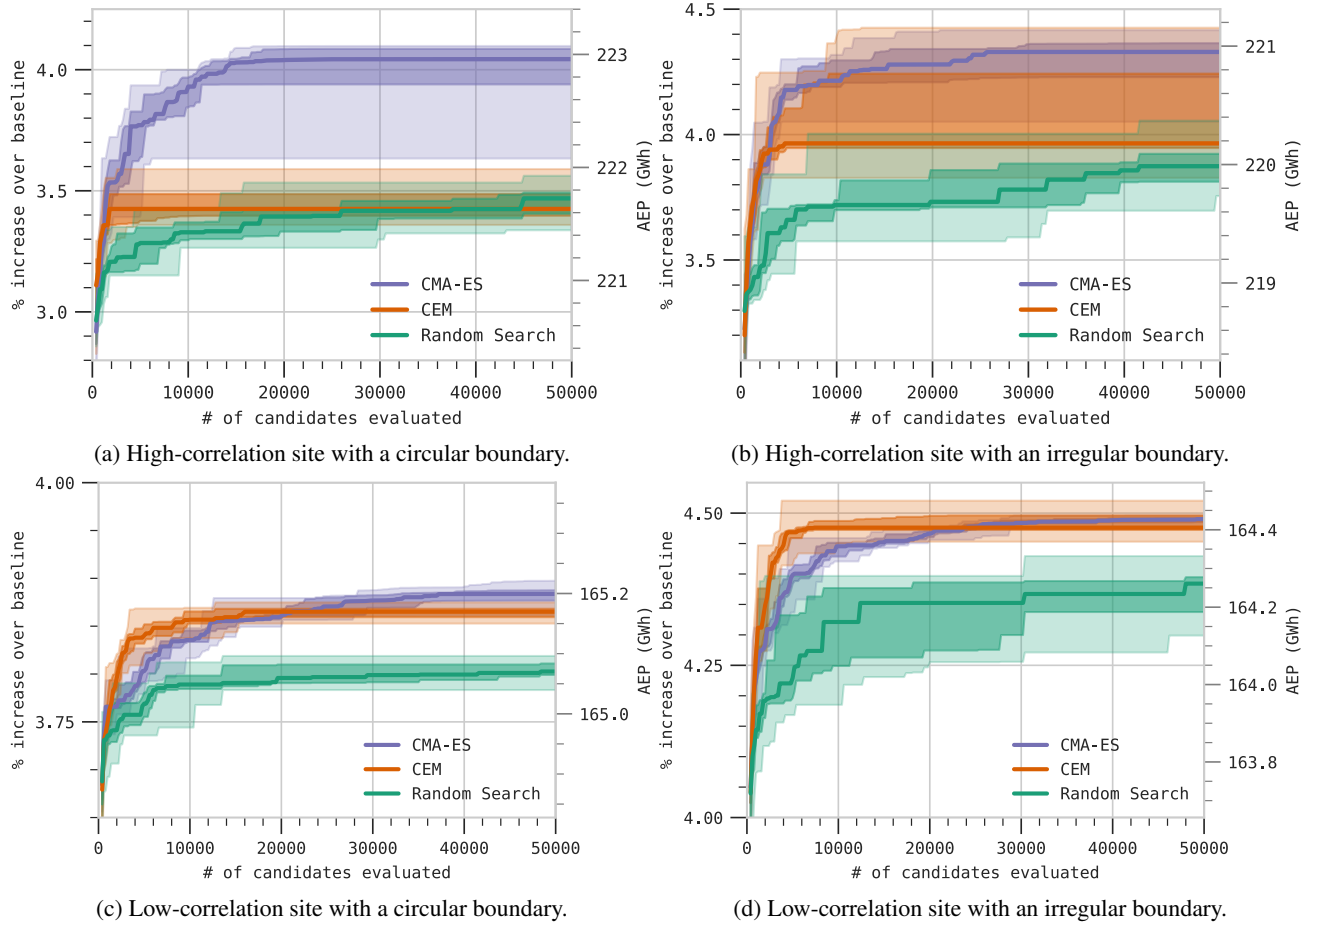 4.0
3.5
3.0
% increase over baseline
223
222
221
AEP (GWh)
CMA-ES
CEM
Random Search
0 10000 20000 30000 40000 50000
# of candidates evaluated
(a) High-correlation site with a circular boundary.
4.5
4.0
3.5
% increase over baseline
221
220
219
AEP (GWh)
CMA-ES
CEM
Random Search
0 10000 20000 30000 40000 50000
# of candidates evaluated
(b) High-correlation site with an irregular boundary.
4.00
3.75
% increase over baseline
165.2
165.0
AEP (GWh)
CMA-ES
CEM
Random Search
0 10000 20000 30000 40000 50000
# of candidates evaluated
(c) Low-correlation site with a circular boundary.
4.50
4.25
4.00
% increase over baseline
164.4
164.2
164.0
163.8
AEP (GWh)
CMA-ES
CEM
Random Search
0 10000 20000 30000 40000 50000
# of candidates evaluated
(d) Low-correlation site with an irregular boundary.